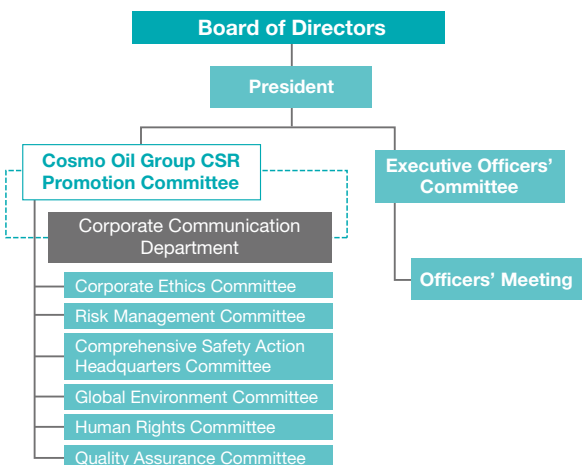 Board of Directors
President
Cosmo Oil Group CSR
Promotion Committee
Executive Officers’
Committee
Corporate Communication
Department
Officers’ Meeting
Corporate Ethics Committee
Risk Management Committee
Comprehensive Safety Action
Headquarters Committee
Global Environment Committee
Human Rights Committee
Quality Assurance Committee